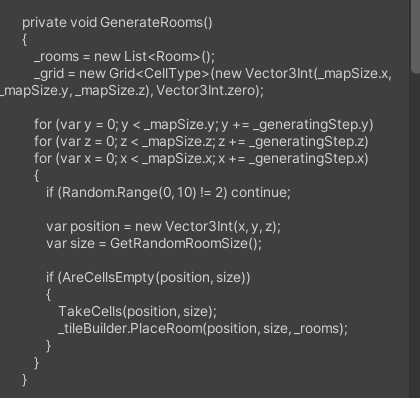 private void GenerateRooms()
{
_rooms = new List<Room>();
_grid = new Grid<CellType>(new Vector3Int(_mapSize.x,
_mapSize.y, _mapSize.z), Vector3Int.zero);
for (var y = 0; y < _mapSize.y; y += _generatingStep.y)
for (var z = 0; z < _mapSize.z; z += _generatingStep.z)
for (var x = 0; x < _mapSize.x; x += _generatingStep.x)
{
if (Random.Range(0, 10) != 2) continue;
var position = new Vector3Int(x, y, z);
var size = GetRandomRoomSize();
if (AreCellsEmpty(position, size))
{
TakeCells(position, size);
_tileBuilder.PlaceRoom(position, size, _rooms);
}
}
}